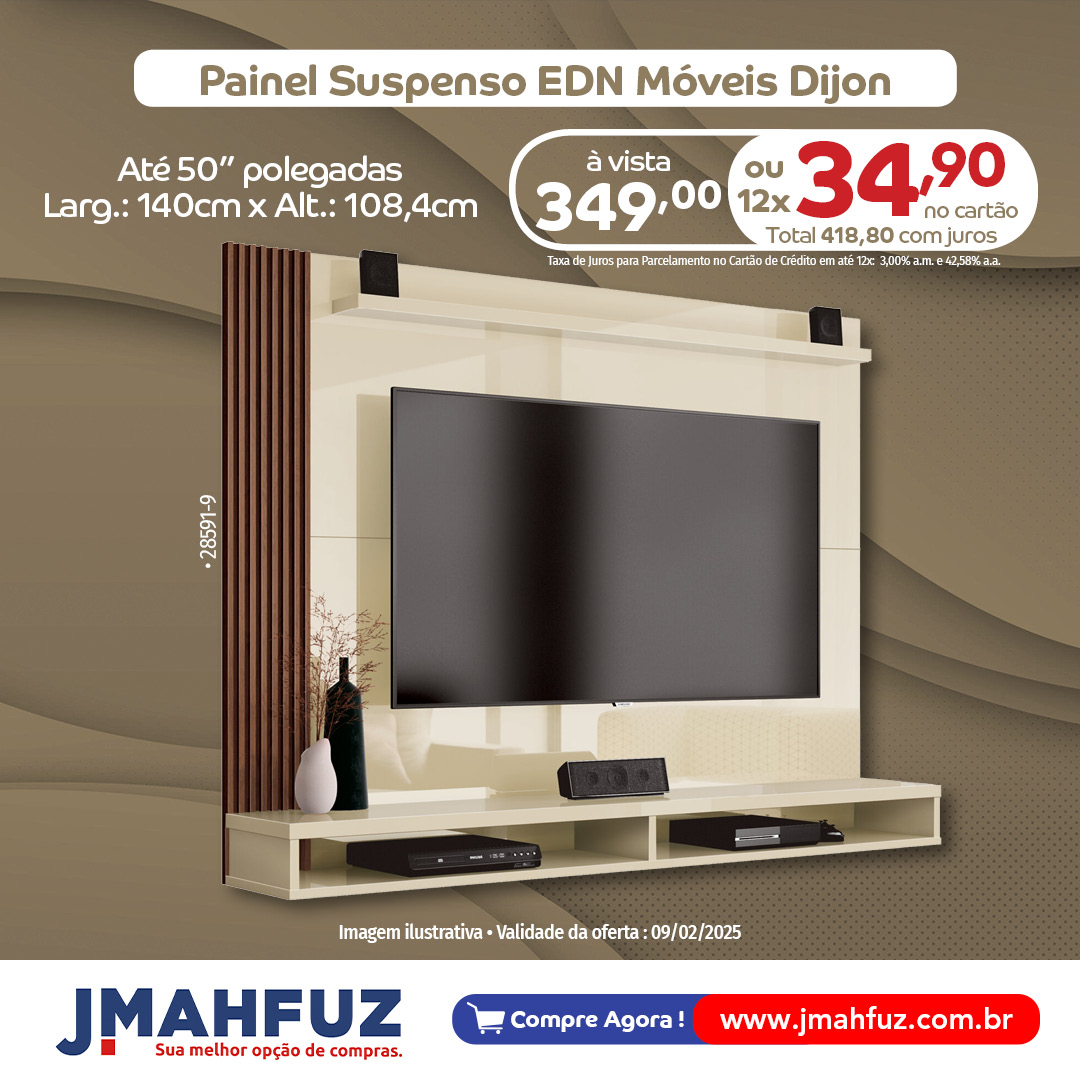 Painel Suspenso EDN Móveis Dijon
Até 50” polegadas
Larg.: 140cm x Alt.: 108,4cm
à vista
349,00
ou
12x 34,90
no cartão
Total 418,80 com juros
Taxa de Juros para Parcelamento no Cartão de Crédito em até 12x: 3,00% a.m. e 42,58% a.a.
• 28591-9
Imagem ilustrativa • Validade da oferta : 09/02/2025
JMAHFUZ
Sua melhor opção de compras.
Compre Agora !
www.jmahfuz.com.br